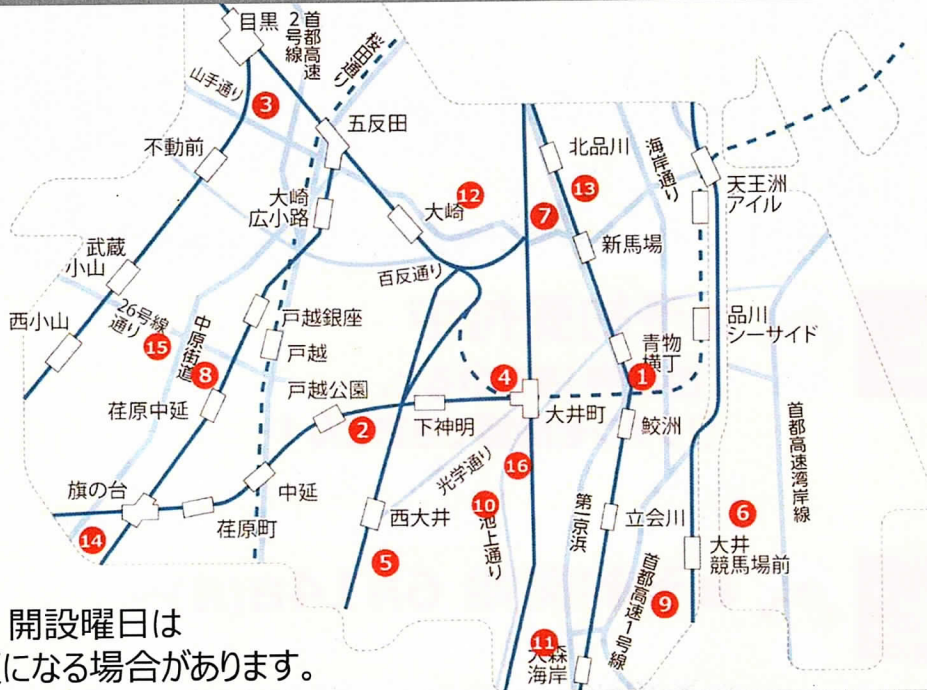 目黒
首都高速
2号線
桜田通り
山手通り
3
五反田
不動前
大崎
広小路
12
大崎
北品川
13
7
海岸通り
天王洲
アイル
新馬場
武蔵
小山
百反通り
西小山
26号線
通り
15
中原街道
8
戸越銀座
戸越
戸越公園
荏原中延
2
4
下神明
大井町
青物
横丁
1
鮫洲
品川
シーサイド
首都高速湾岸線
旗の台
14
荏原町
中延
光学通り
16
10
池上通り
西大井
5
第一京浜
立会川
6
大井
競馬場前
首都高速1号線
9
11
大森
海岸
開設曜日は
になる場合があります。